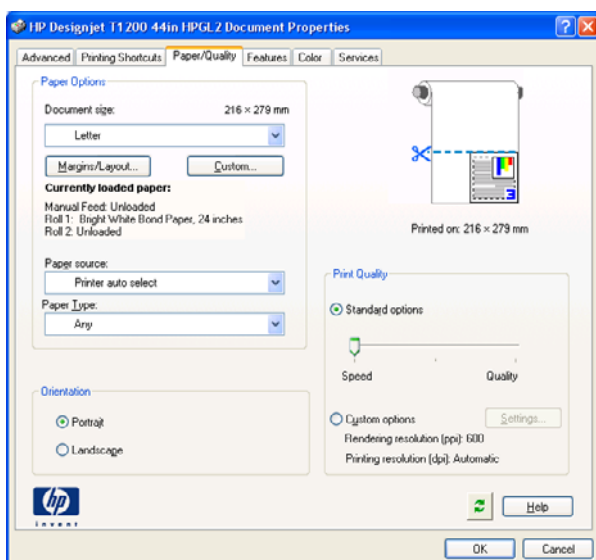 HP Designjet T1200 44in HPGL2 Document Properties
Advanced Printing Shortcuts Paper/Quality Features Color Services
Paper Options
Document size: 216 × 279 mm
Letter
Margins/Layout... Custom...
Currently loaded paper:
Manual Feed: Unloaded
Roll 1: Bright White Bond Paper, 24 inches
Roll 2: Unloaded
Paper source:
Printer auto select
Paper Type:
Any
Orientation
Portrait
Landscape
3
Printed on: 216 × 279 mm
Print Quality
Standard options
Speed Quality
Custom options Settings...
Rendering resolution (ppi): 600
Printing resolution (dpi): Automatic
hp
invent
Help
OK Cancel